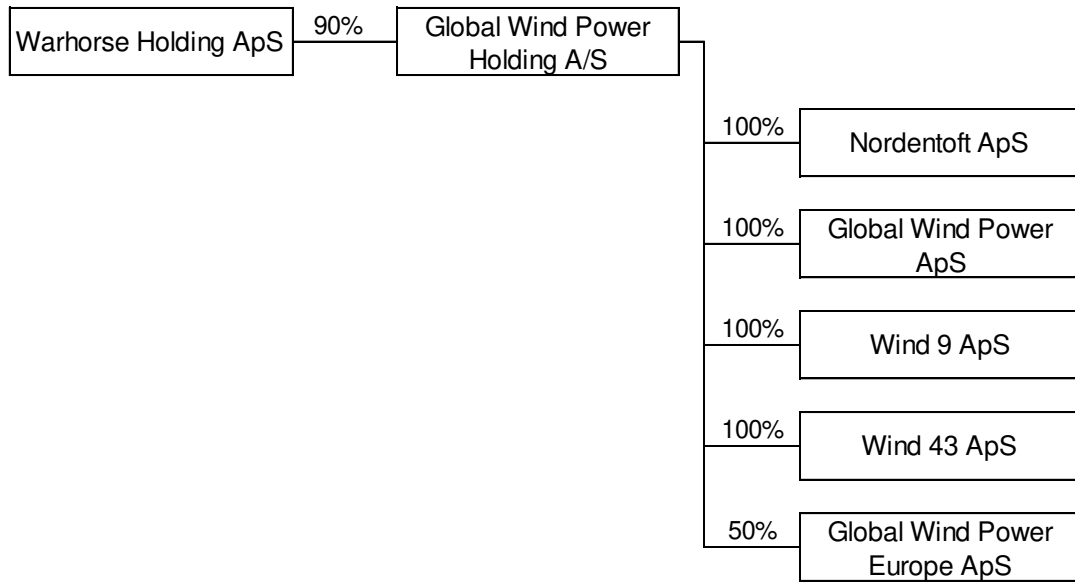 Warhorse Holding ApS
90%
Global Wind Power
Holding A/S
100%
Nordentoft ApS
100%
Global Wind Power
ApS
100%
Wind 9 ApS
100%
Wind 43 ApS
50%
Global Wind Power
Europe ApS